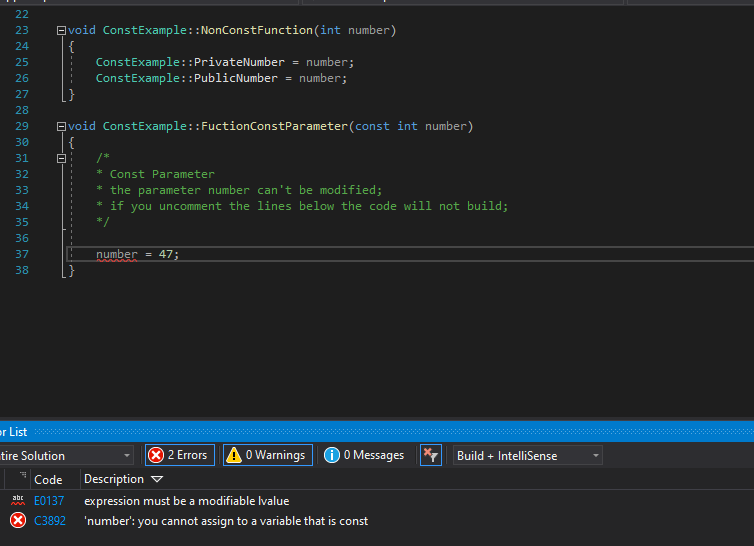 22
23 void ConstExample::NonConstFunction(int number)
24 {
25 ConstExample::PrivateNumber = number;
26 ConstExample::PublicNumber = number;
27 }
28
29 void ConstExample::FuctionConstParameter(const int number)
30 {
31 /*
32 * Const Parameter
33 * the parameter number can't be modified;
34 * if you uncomment the lines below the code will not build;
35 */
36
37 number = 47;
38 }
or List
tire Solution 2 Errors 0 Warnings 0 Messages Build + IntelliSense
Code Description
abc E0137 expression must be a modifiable lvalue
C3892 'number': you cannot assign to a variable that is const